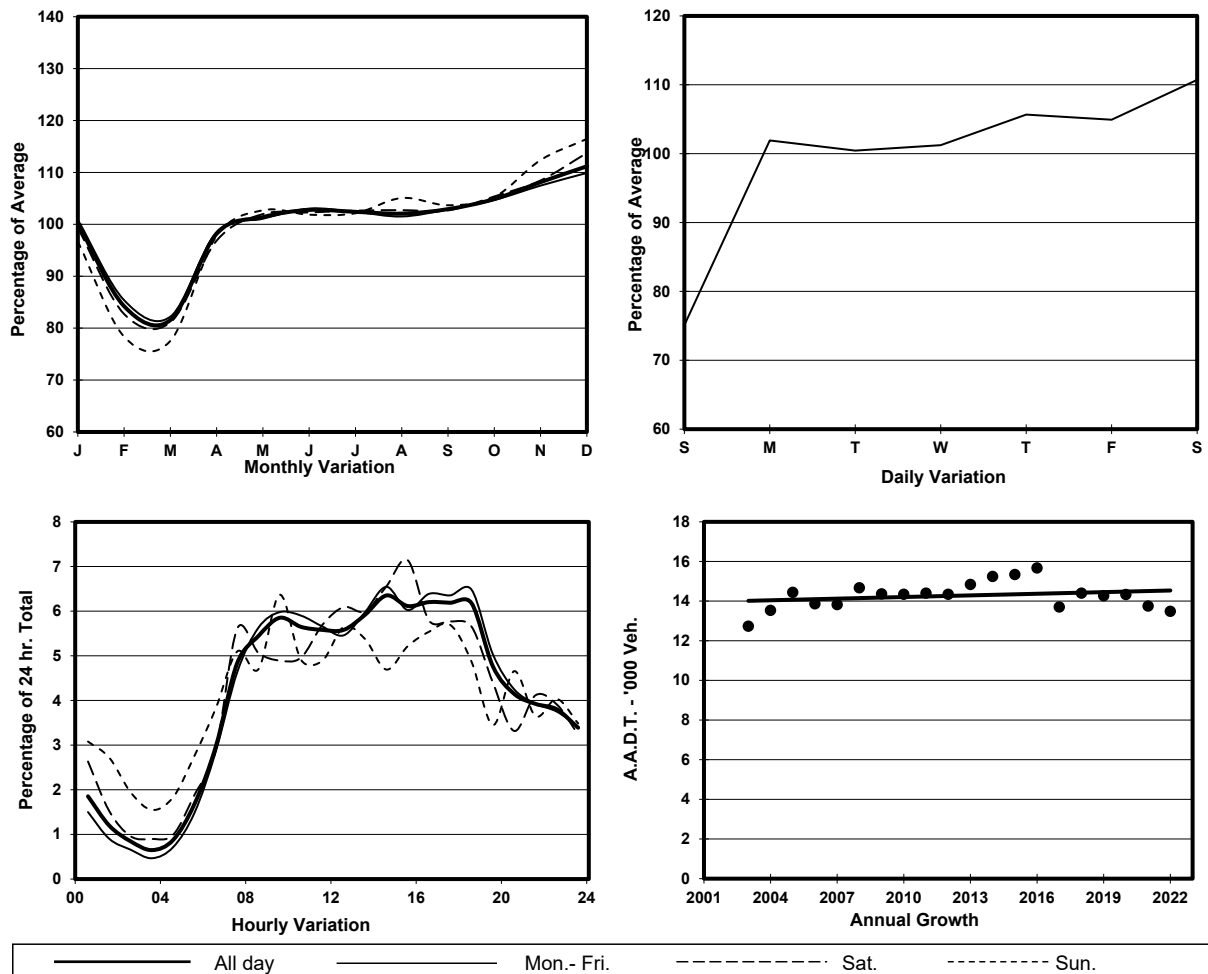 Percentage of Average
140
130
120
110
100
90
80
70
60
J F M A M J J A S O N D
Monthly Variation
Percentage of Average
120
110
100
90
80
70
60
S M T W T F S
Daily Variation
Percentage of 24 hr. Total
8
7
6
5
4
3
2
1
0
00 04 08 12 16 20 24
Hourly Variation
A.A.D.T. - '000 Veh.
18
16
14
12
10
8
6
4
2
0
2001 2004 2007 2010 2013 2016 2019 2022
Annual Growth
All day Mon.- Fri. Sat. Sun.